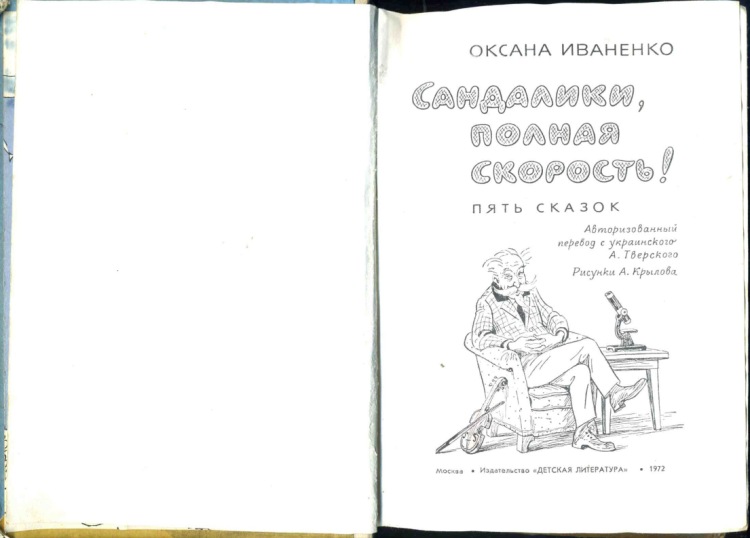 ОКСАНА ИВАНЕНКО
САНДАЛИКИ,
ПОЛНАЯ
СКОРОСТЬ!
ПЯТЬ СКАЗОК
Авторизованный
перевод с украинского
А. Тверского
Рисунки А. Крылова
Москва • Издательство «ДЕТСКАЯ ЛИТЕРАТУРА» • 1972